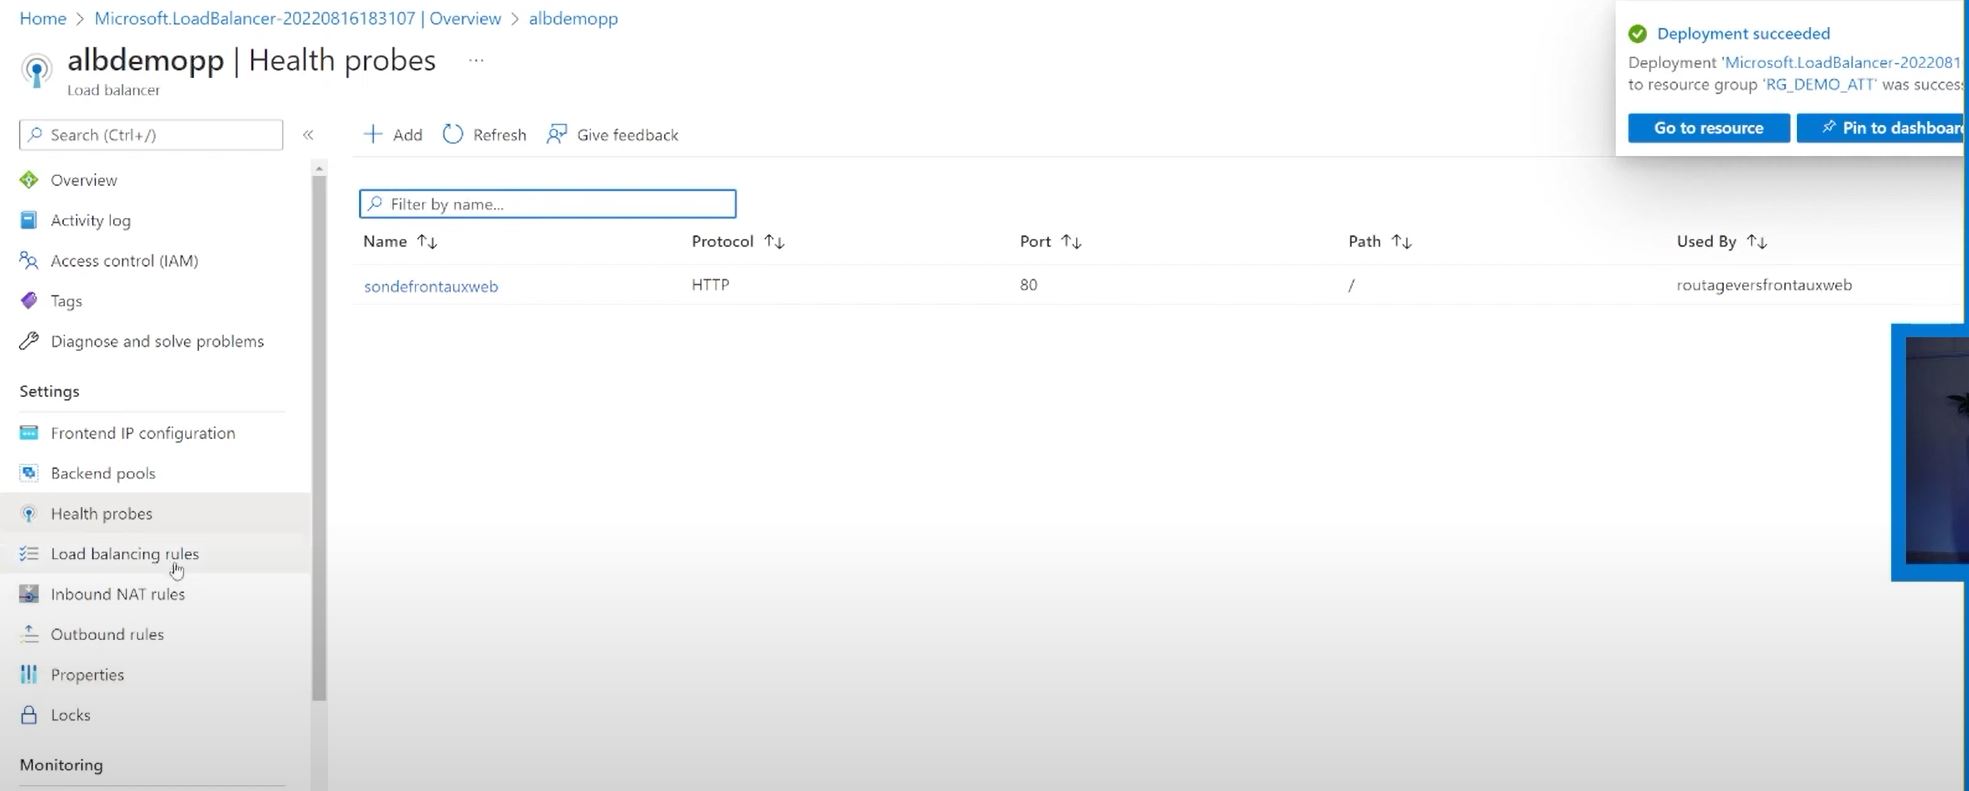 Home > Microsoft.LoadBalancer-20220816183107 | Overview > albdemopp
albdemopp | Health probes ...
Load balancer
Search (Ctrl+/)
«
Overview
Activity log
Access control (IAM)
Tags
Diagnose and solve problems
Settings
Frontend IP configuration
Backend pools
Health probes
Load balancing rules
Inbound NAT rules
Outbound rules
Properties
Locks
Monitoring
+ Add Refresh Give feedback
Filter by name...
Name ↑↓ Protocol ↑↓ Port ↑↓ Path ↑↓ Used By ↑↓
sondefrontauxweb HTTP 80 / routageversfrontauxweb
Deployment succeeded
Deployment 'Microsoft.LoadBalancer-2022081
to resource group 'RG_DEMO_ATT' was succes
Go to resource Pin to dashboar